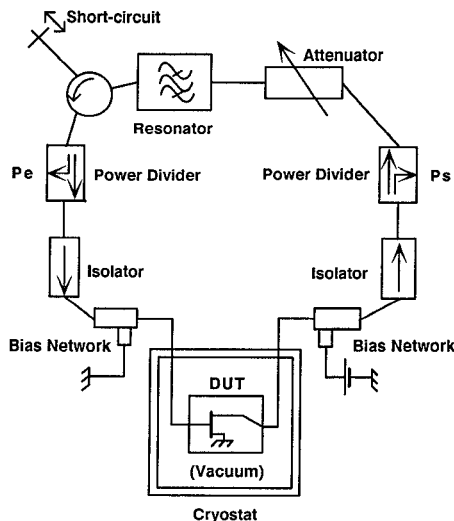 Short-circuit
Attenuator
Resonator
Pe
Power Divider
Power Divider
Ps
Isolator
Isolator
Bias Network
Bias Network
DUT
(Vacuum)
Cryostat